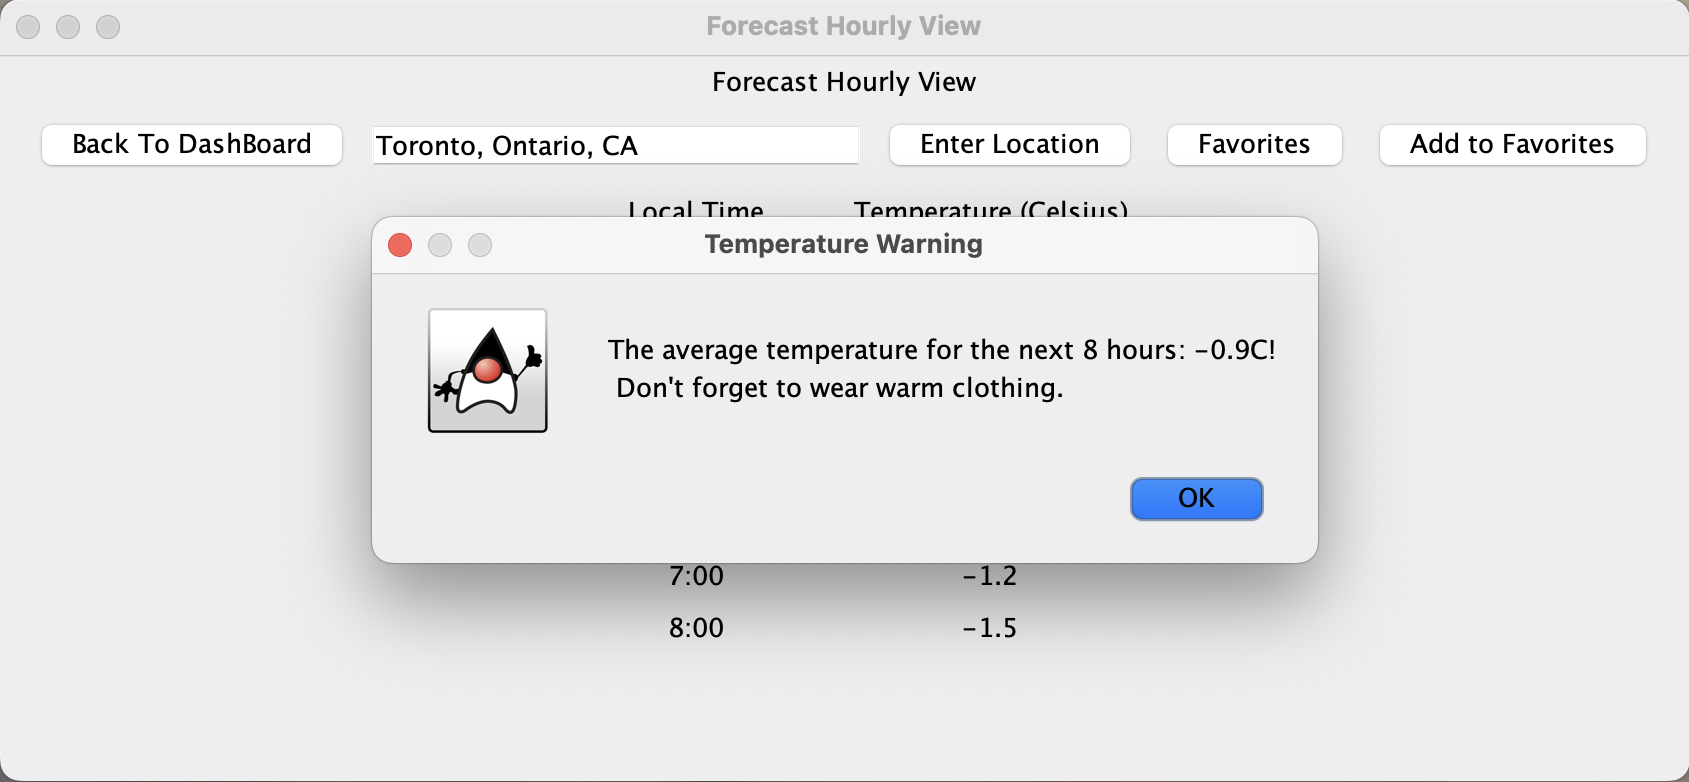 Forecast Hourly View
Forecast Hourly View
Back To DashBoard Toronto, Ontario, CA Enter Location Favorites Add to Favorites
Local Time Temperature (Celsius)
Temperature Warning
The average temperature for the next 8 hours: -0.9C!
Don't forget to wear warm clothing.
OK
7:00 -1.2
8:00 -1.5